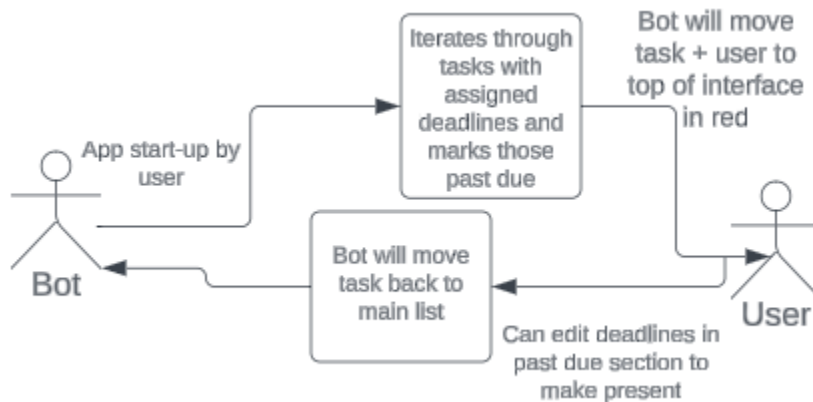 Iterates through
tasks with
assigned
deadlines and
marks those
past due
Bot will move
task + user to
top of interface
in red
App start-up by
user
Bot
Bot will move
task back to
main list
User
Can edit deadlines in
past due section to
make present